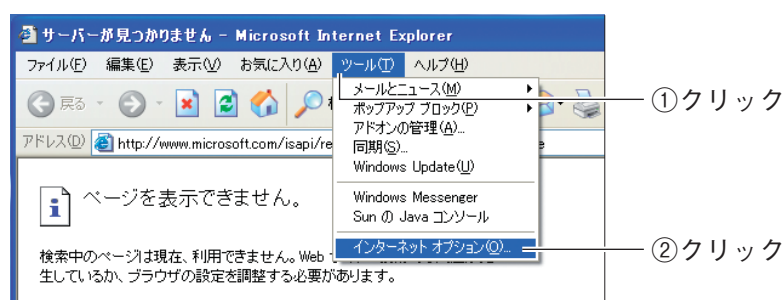 サーバーが見つかりません - Microsoft Internet Explorer
ファイル(F) 編集(E) 表示(V) お気に入り(A) ツール(T) ヘルプ(H)
戻る
アドレス(D) http://www.microsoft.com/isapi/re
メールとニュース(M)
ポップアップ ブロック(P)
アドオンの管理(A)...
同期(S)...
Windows Update(U)
Windows Messenger
Sun の Java コンソール
インターネット オプション(O)...
①クリック
②クリック
ページを表示できません。
検索中のページは現在、利用できません。Web
生しているか、ブラウザの設定を調整する必要があります。